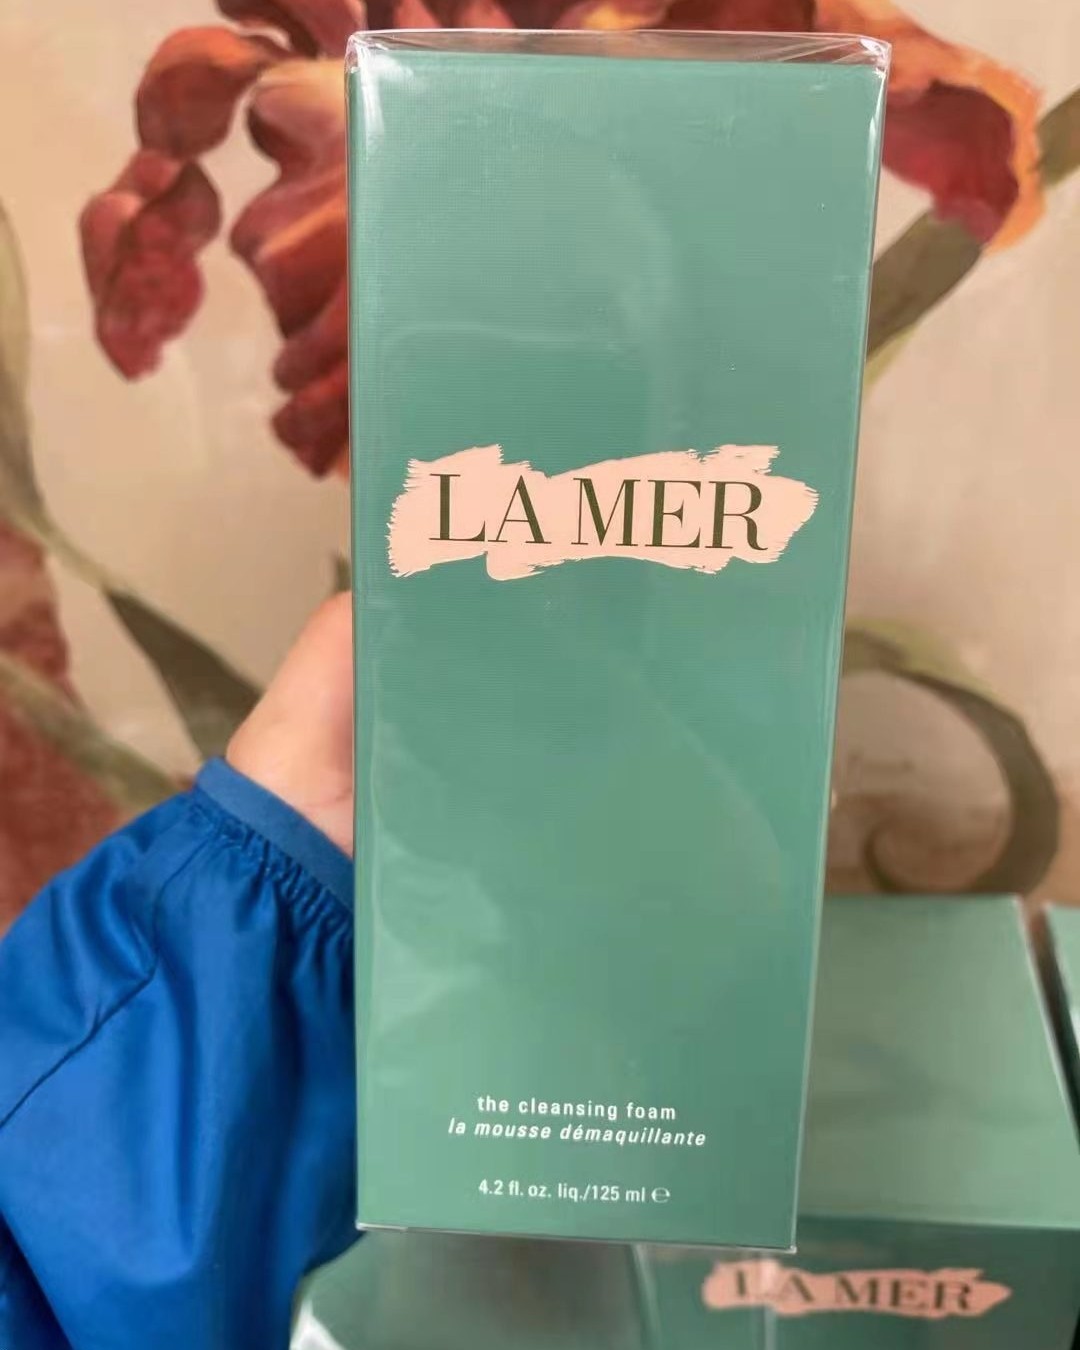 LA MER
the cleansing foam
la mousse démaquillante
4.2 fl. oz. liq./125 ml ℮
LA MER